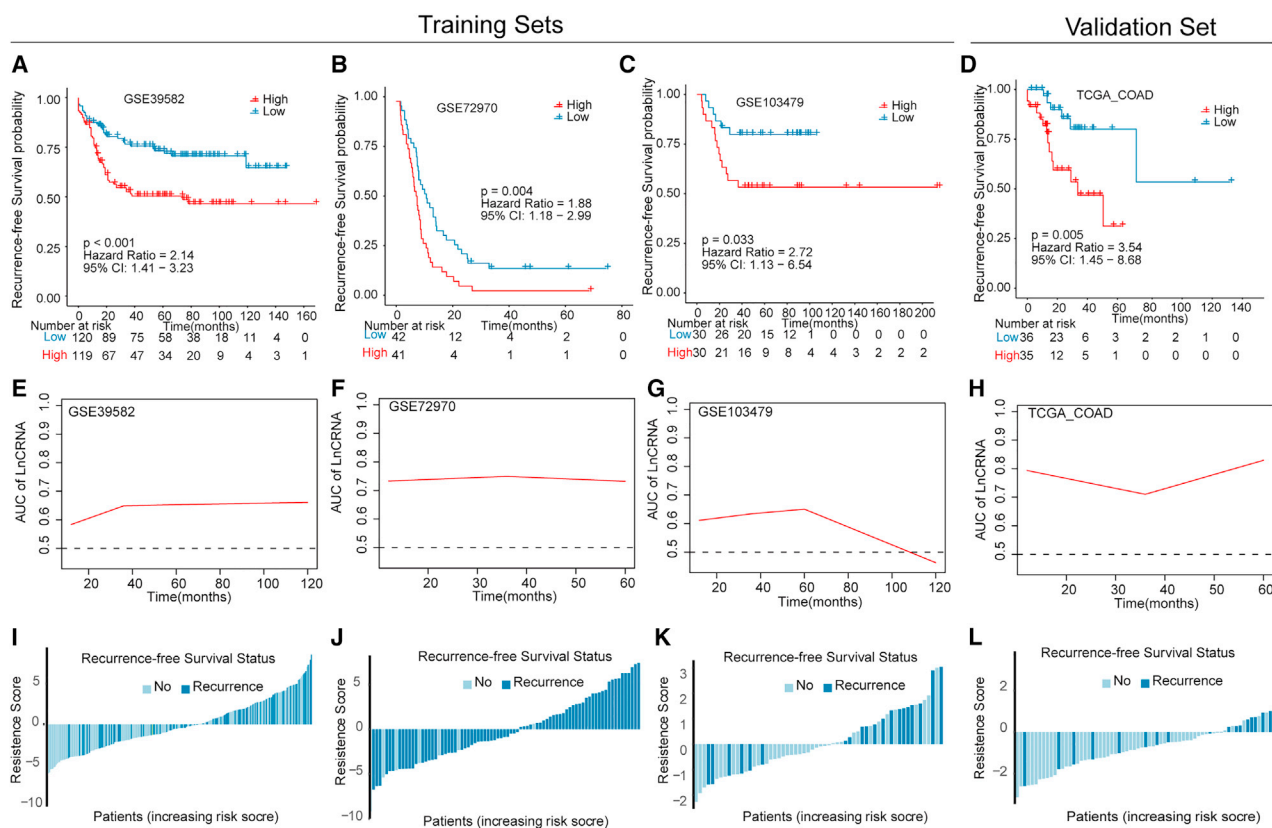 Training Sets
Validation Set
A
Recurrence-free Survival probability
1.00
0.75
0.50
0.25
0.00
GSE39582
High
Low
p < 0.001
Hazard Ratio = 2.14
95% CI: 1.41 – 3.23
0 20 40 60 80 100 120 140 160
Time(months)
Number at risk
Low 120 89 75 58 38 18 11 4 0
High 119 67 47 34 20 9 4 3 1
B
Recurrence-free Survival probability
1.00
0.75
0.50
0.25
0.00
GSE72970
High
Low
p = 0.004
Hazard Ratio = 1.88
95% CI: 1.18 – 2.99
0 20 40 60 80
Time(months)
Number at risk
Low 42 12 4 2 0
High 41 4 1 1 0
C
Recurrence-free Survival probability
1.00
0.75
0.50
0.25
0.00
GSE103479
High
Low
p = 0.033
Hazard Ratio = 2.72
95% CI: 1.13 – 6.54
0 20 40 60 80 100 120 140 160 180 200
Time(months)
Number at risk
Low 30 26 20 15 12 1 0 0 0 0 0
High 30 21 16 9 8 4 4 3 2 2 2
D
Recurrence-free Survival probability
1.00
0.75
0.50
0.25
0.00
TCGA_COAD
High
Low
p = 0.005
Hazard Ratio = 3.54
95% CI: 1.45 – 8.68
0 20 40 60 80 100 120 140
Time(months)
Number at risk
Low 36 23 6 3 2 2 1 0
High 35 12 5 1 0 0 0 0
E
AUC of LnCRNA
1.0
0.9
0.8
0.7
0.6
0.5
GSE39582
20 40 60 80 100 120
Time(months)
F
AUC of LnCRNA
1.0
0.9
0.8
0.7
0.6
0.5
GSE72970
20 30 40 50 60
Time(months)
G
AUC of LnCRNA
1.0
0.9
0.8
0.7
0.6
0.5
GSE103479
20 40 60 80 100 120
Time(months)
H
AUC of LnCRNA
1.0
0.9
0.8
0.7
0.6
0.5
TCGA_COAD
20 30 40 50 60
Time(months)
I
Recurrence-free Survival Status
No Recurrence
Resistence Score
5
0
−5
−10
Patients (increasing risk socre)
J
Recurrence-free Survival Status
No Recurrence
Resistence Score
5
0
−5
−10
Patients (increasing risk socre)
K
Recurrence-free Survival Status
No Recurrence
Resistence Score
3
2
1
0
−1
−2
Patients (increasing risk socre)
L
Recurrence-free Survival Status
No Recurrence
Resistence Score
2
0
−2
Patients (increasing risk socre)